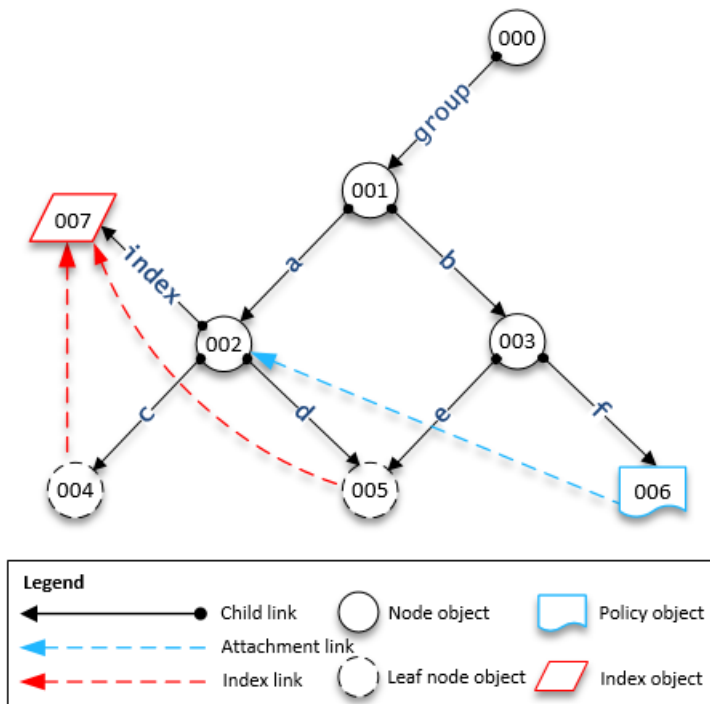 000
group
001
007
a
b
index
002
003
c
d
e
f
004
005
006
Legend
Child link
Node object
Policy object
Attachment link
Index link
Leaf node object
Index object